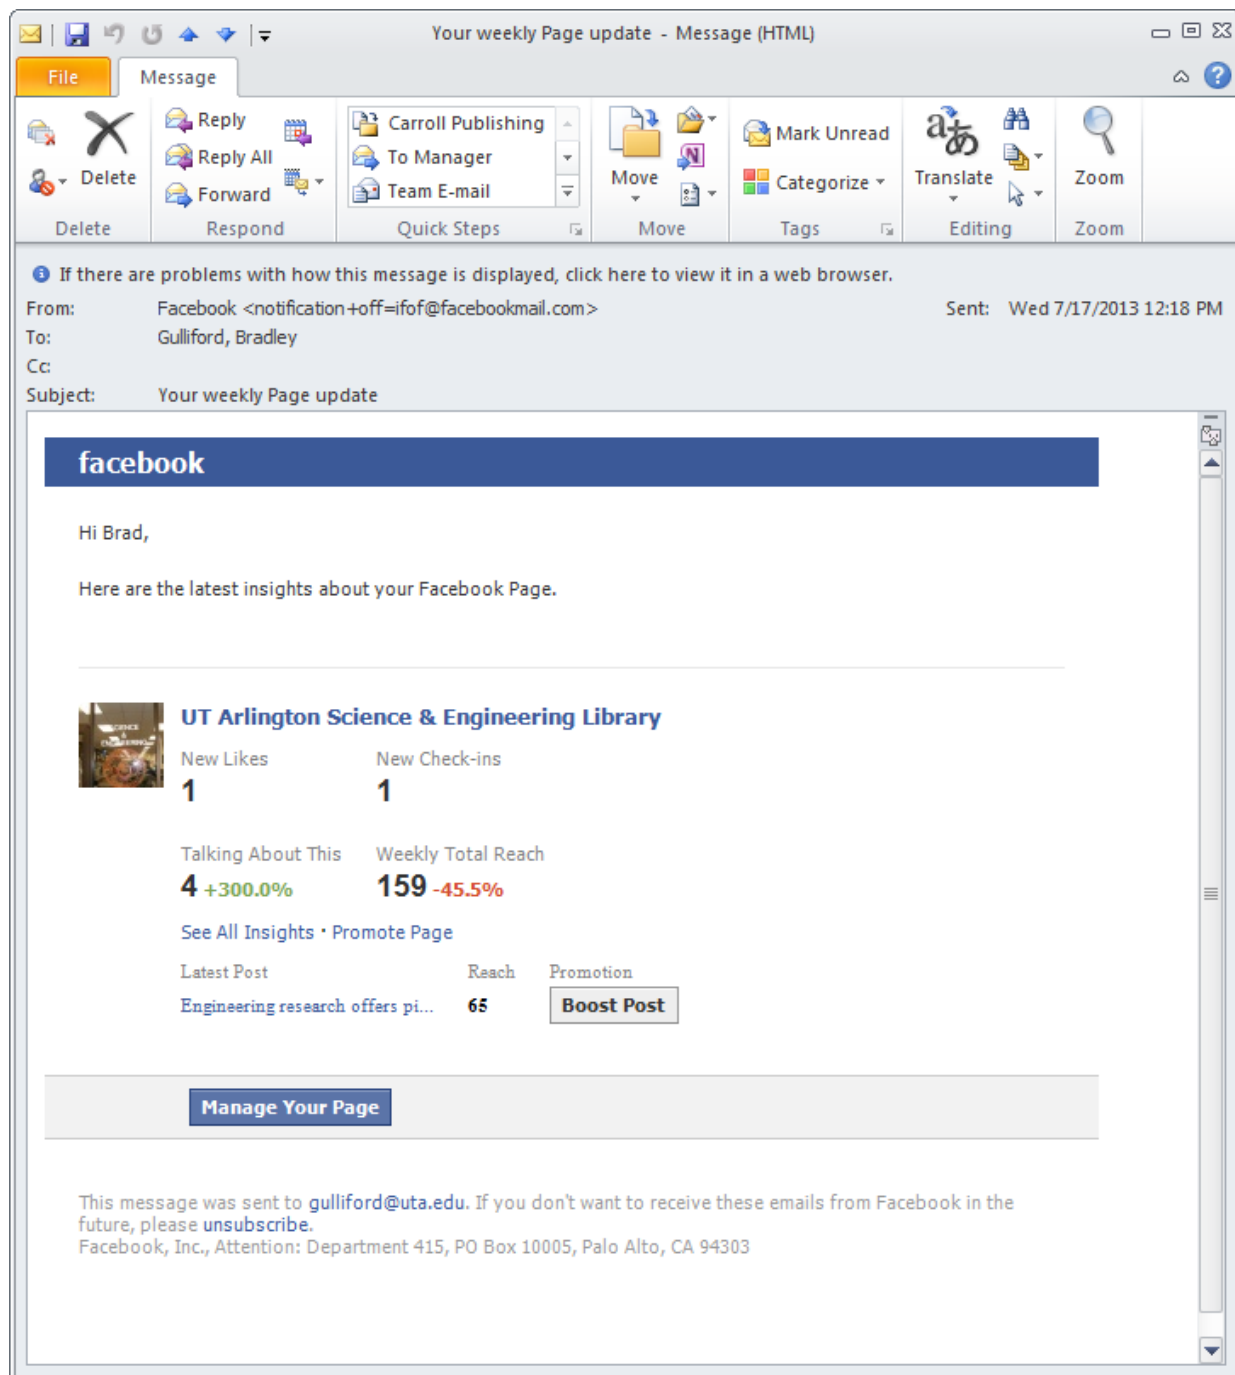 Your weekly Page update - Message (HTML)
File Message
Delete
Reply
Reply All
Forward
Carroll Publishing
To Manager
Team E-mail
Move
Mark Unread
Categorize
Translate
Zoom
Delete Respond Quick Steps Move Tags Editing Zoom
If there are problems with how this message is displayed, click here to view it in a web browser.
From: Facebook <notification+off=ifof@facebookmail.com> Sent: Wed 7/17/2013 12:18 PM
To: Gulliford, Bradley
Cc:
Subject: Your weekly Page update
facebook
Hi Brad,
Here are the latest insights about your Facebook Page.
UT Arlington Science & Engineering Library
New Likes New Check-ins
1 1
Talking About This Weekly Total Reach
4 +300.0% 159 -45.5%
See All Insights · Promote Page
Latest Post Reach Promotion
Engineering research offers pi... 65 Boost Post
Manage Your Page
This message was sent to gulliford@uta.edu. If you don't want to receive these emails from Facebook in the
future, please unsubscribe.
Facebook, Inc., Attention: Department 415, PO Box 10005, Palo Alto, CA 94303